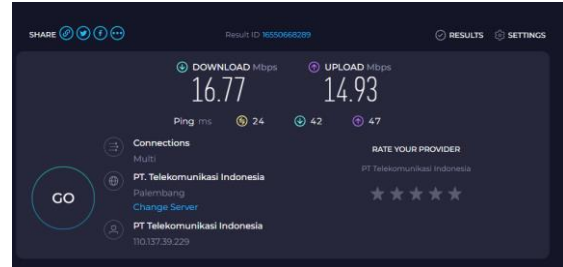 SHARE
Result ID 16550668289
RESULTS SETTINGS
DOWNLOAD Mbps UPLOAD Mbps
16.77 14.93
Ping ms 24 42 47
Connections
Multi
PT. Telekomunikasi Indonesia
Palembang
Change Server
PT Telekomunikasi Indonesia
110.137.39.229
GO
RATE YOUR PROVIDER
PT Telekomunikasi Indonesia